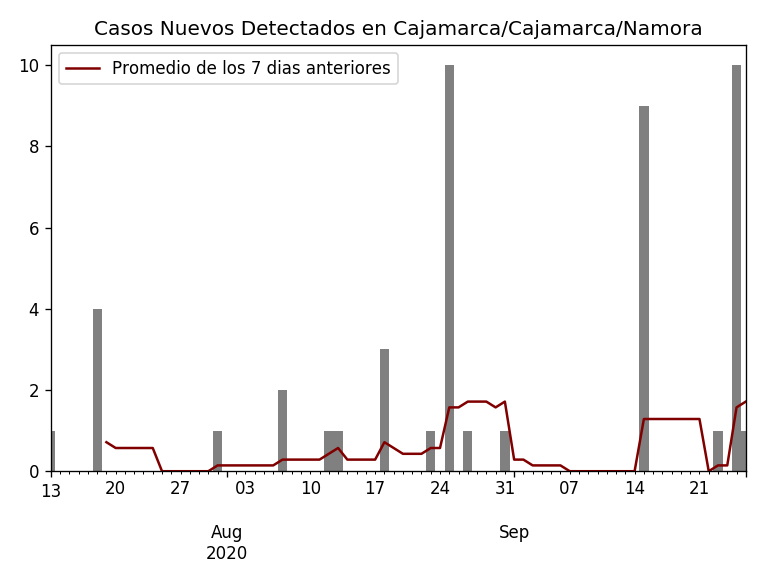 Casos Nuevos Detectados en Cajamarca/Cajamarca/Namora
Promedio de los 7 dias anteriores
10
8
6
4
2
0
13 20 27 03 10 17 24 31 07 14 21
Aug Sep
2020